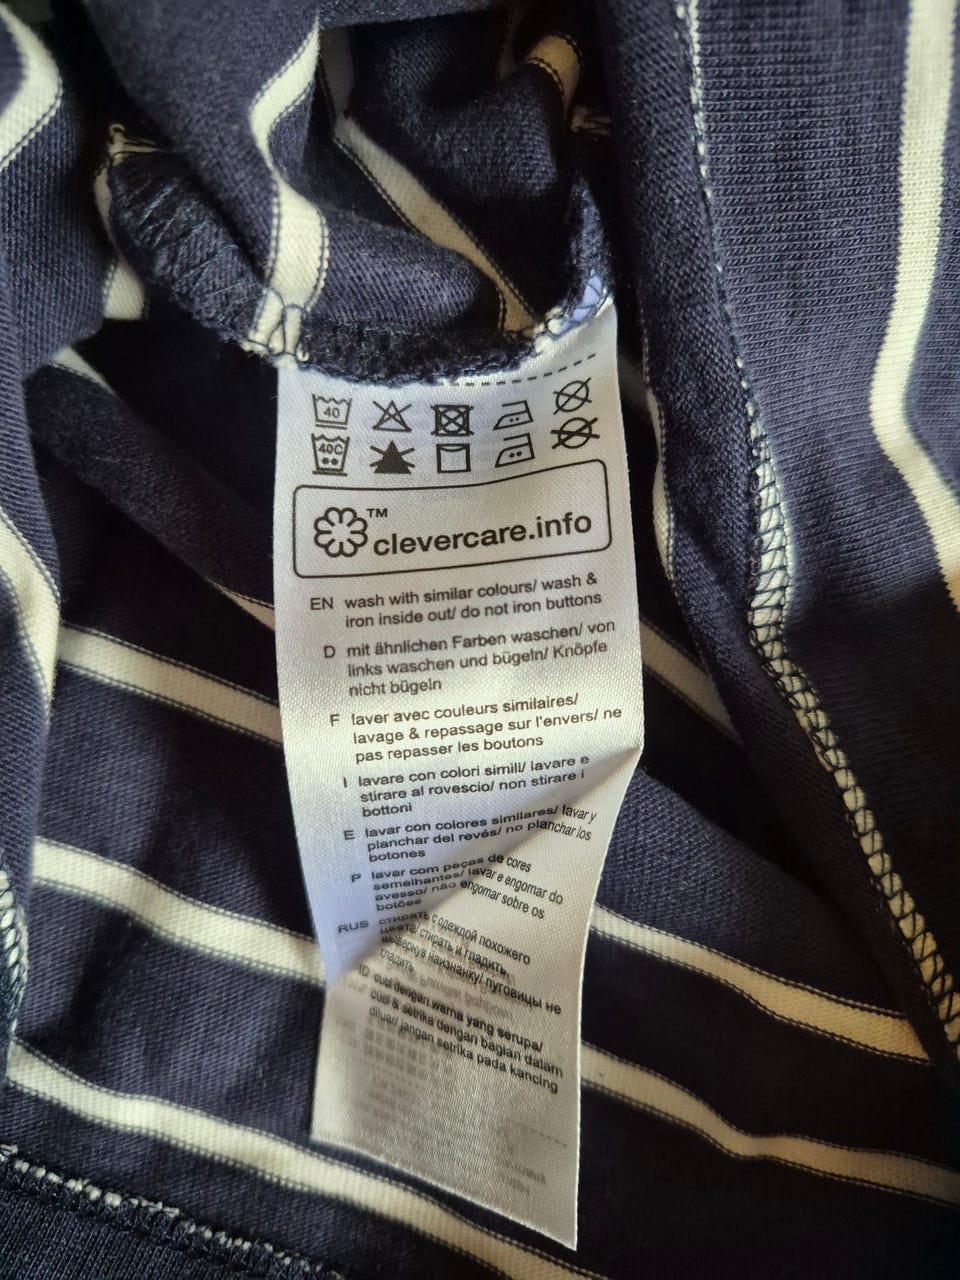 40
40C
TM
clevercare.info
EN wash with similar colours/ wash &
iron inside out/ do not iron buttons
D mit ähnlichen Farben waschen/ von
links waschen und bügeln/ Knöpfe
nicht bügeln
F laver avec couleurs similaires/
lavage & repassage sur l'envers/ ne
pas repasser les boutons
I lavare con colori simili/ lavare e
stirare al rovescio/ non stirare i
bottoni
E lavar con colores similares/ lavar y
planchar del revés/ no planchar los
botones
P lavar com peças de cores
semelhantes/ lavar e engomar do
avesso/ não engomar sobre os
botões
RUS стирать с одеждой похожего
цвета/ стирать и гладить,
вывернув наизнанку/ пуговицы не
гладить
ID cuci dengan warna yang serupa/
cuci & setrika dengan bagian dalam
diluar/ jangan setrika pada kancing